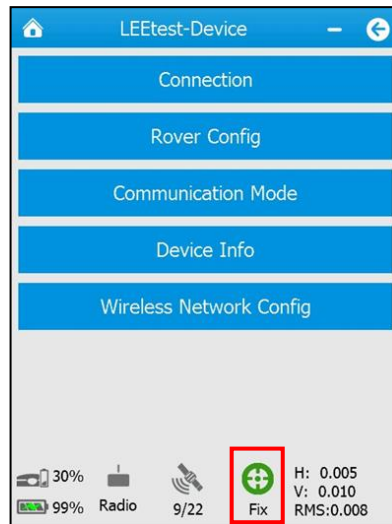 LEEtest-Device
Connection
Rover Config
Communication Mode
Device Info
Wireless Network Config
30%
99%
Radio
9/22
Fix
H: 0.005
V: 0.010
RMS:0.008